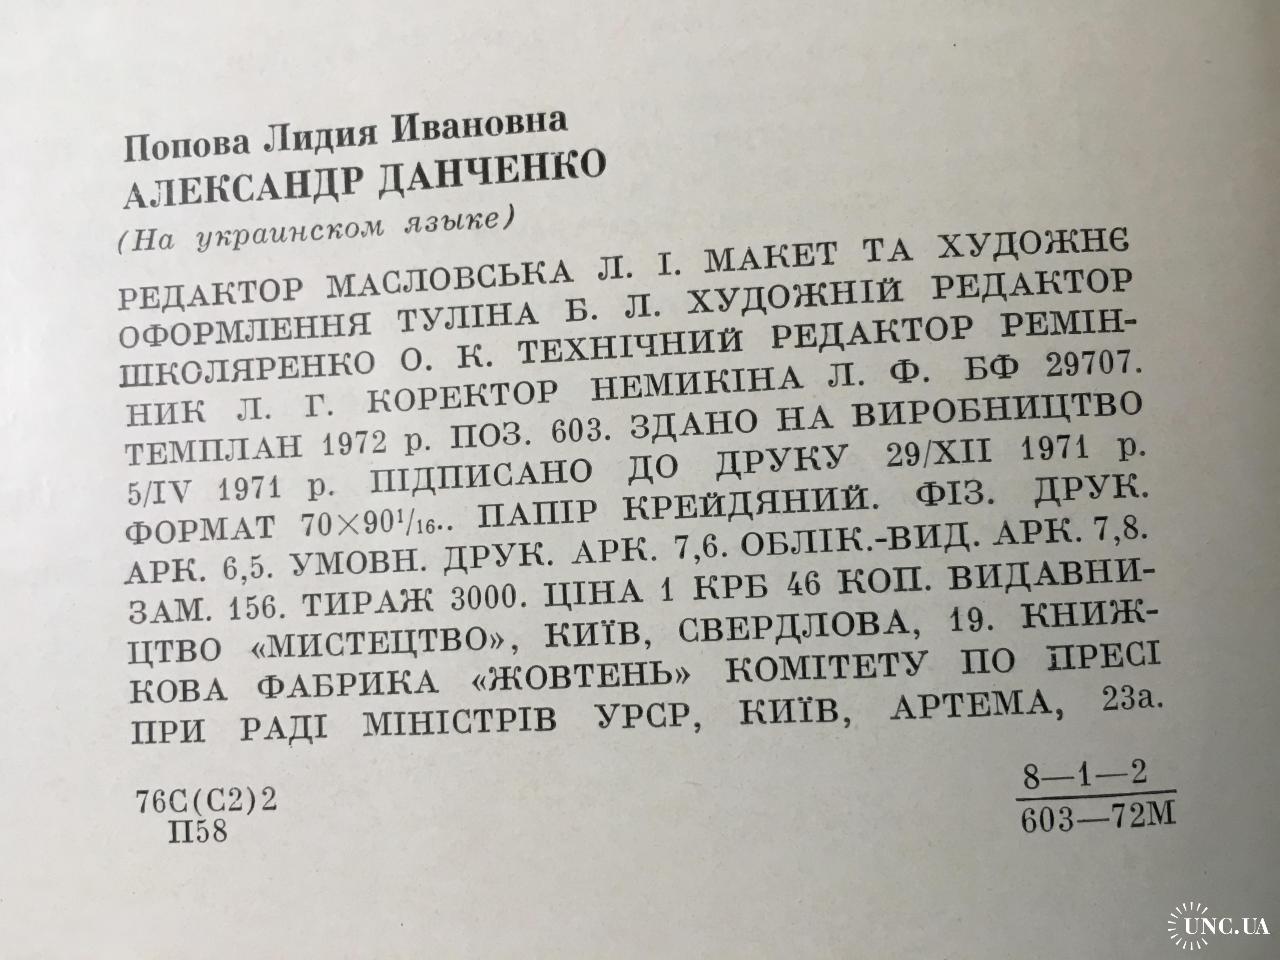 Попова Лидия Ивановна
АЛЕКСАНДР ДАНЧЕНКО
(На украинском языке)
РЕДАКТОР МАСЛОВСЬКА Л. І. МАКЕТ ТА ХУДОЖНЄ
ОФОРМЛЕННЯ ТУЛІНА Б. Л. ХУДОЖНІЙ РЕДАКТОР
ШКОЛЯРЕНКО О. К. ТЕХНІЧНИЙ РЕДАКТОР РЕМІН-
НИК Л. Г. КОРЕКТОР НЕМИКІНА Л. Ф. БФ 29707.
ТЕМПЛАН 1972 р. ПОЗ. 603. ЗДАНО НА ВИРОБНИЦТВО
5/IV 1971 р. ПІДПИСАНО ДО ДРУКУ 29/XII 1971 р.
ФОРМАТ 70×90¹/₁₆.. ПАПІР КРЕЙДЯНИЙ. ФІЗ. ДРУК.
АРК. 6,5. УМОВН. ДРУК. АРК. 7,6. ОБЛІК.-ВИД. АРК. 7,8.
ЗАМ. 156. ТИРАЖ 3000. ЦІНА 1 КРБ 46 КОП. ВИДАВНИ-
ЦТВО «МИСТЕЦТВО», КИЇВ, СВЕРДЛОВА, 19. КНИЖ-
КОВА ФАБРИКА «ЖОВТЕНЬ» КОМІТЕТУ ПО ПРЕСІ
ПРИ РАДІ МІНІСТРІВ УРСР, КИЇВ, АРТЕМА, 23а.
76С(С2)2
П58
8—1—2
603—72М
UNC.UA